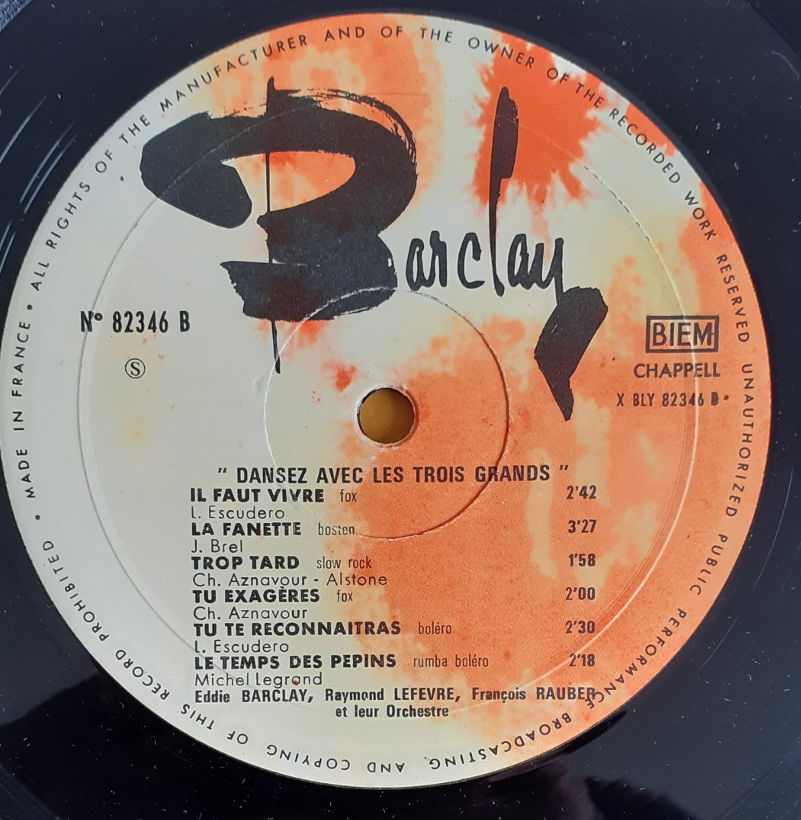 ALL RIGHTS OF THE MANUFACTURER AND OF THE OWNER OF THE RECORDED WORK RESERVED UNAUTHORIZED PUBLIC PERFORMANCE BROADCASTING AND COPYING OF THIS RECORD PROHIBITED • MADE IN FRANCE •
Barclay
N° 82346 B
Ⓢ
BIEM
CHAPPELL
X BLY 82346 B
" DANSEZ AVEC LES TROIS GRANDS "
IL FAUT VIVRE fox 2'42
L. Escudero
LA FANETTE boston 3'27
J. Brel
TROP TARD slow rock 1'58
Ch. Aznavour - Alstone
TU EXAGÈRES fox 2'00
Ch. Aznavour
TU TE RECONNAITRAS boléro 2'30
L. Escudero
LE TEMPS DES PEPINS rumba boléro 2'18
Michel Legrand
Eddie BARCLAY, Raymond LEFEVRE, François RAUBER
et leur Orchestre